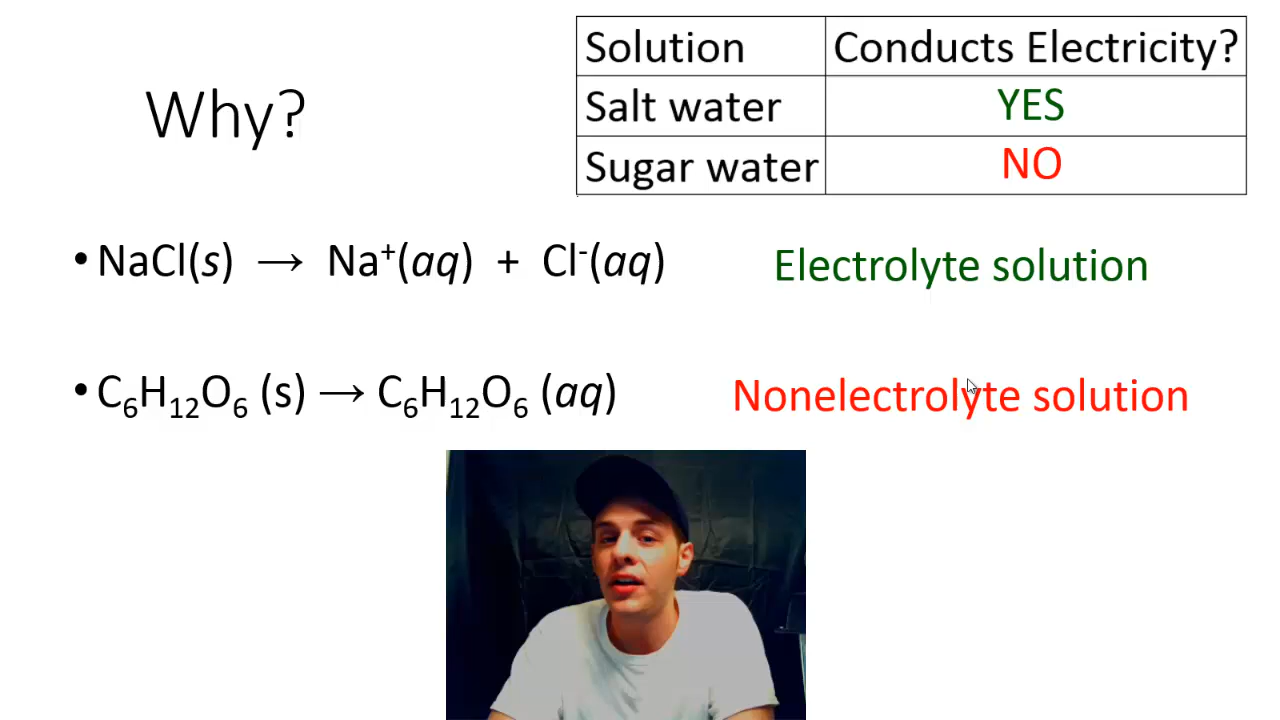 Why?
Solution Conducts Electricity?
Salt water YES
Sugar water NO
• NaCl(s) → Na⁺(aq) + Cl⁻(aq) Electrolyte solution
• C₆H₁₂O₆ (s) → C₆H₁₂O₆ (aq) Nonelectrolyte solution